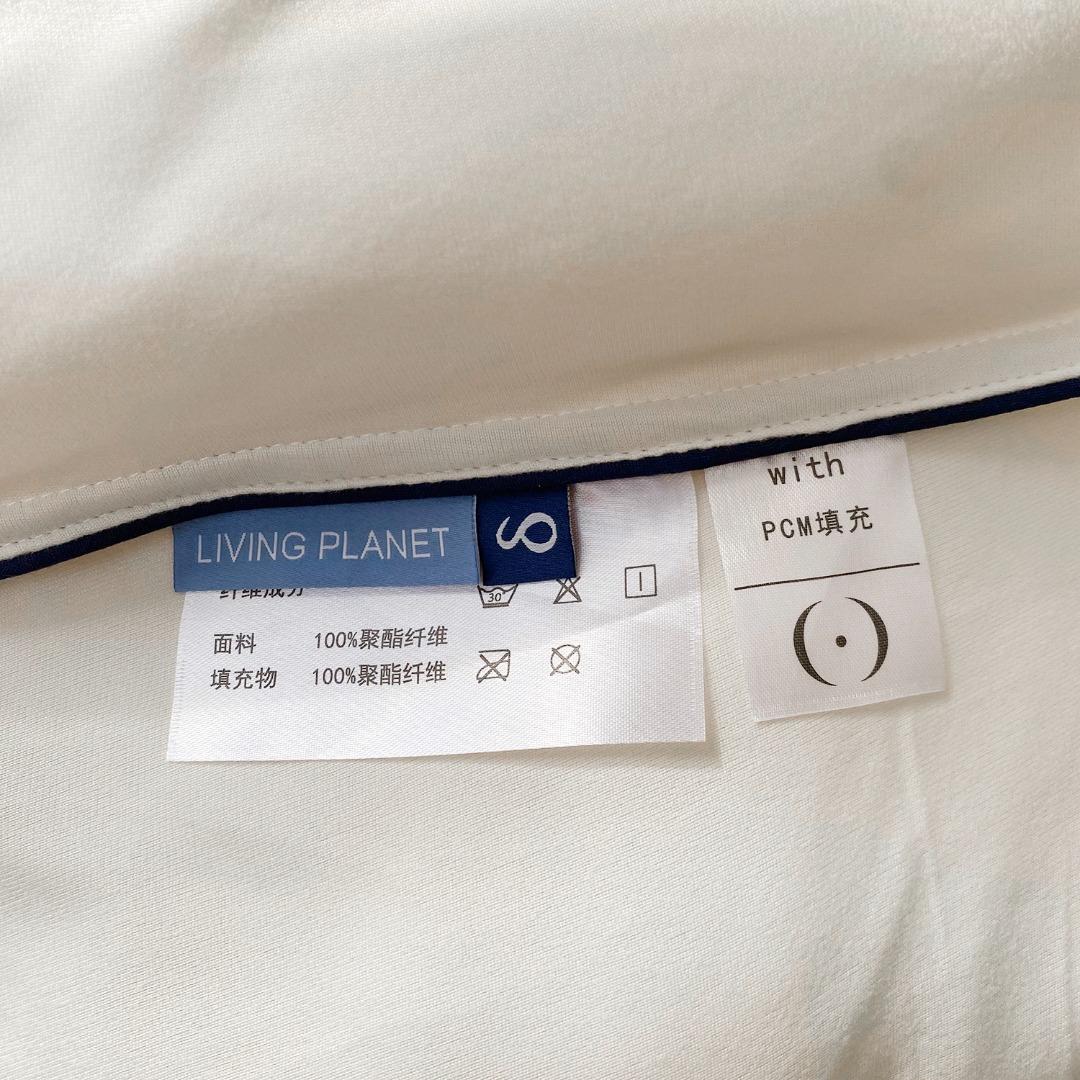 LIVING PLANET
S
纤维成分
30°
面料 100%聚酯纤维
填充物 100%聚酯纤维
with
PCM填充